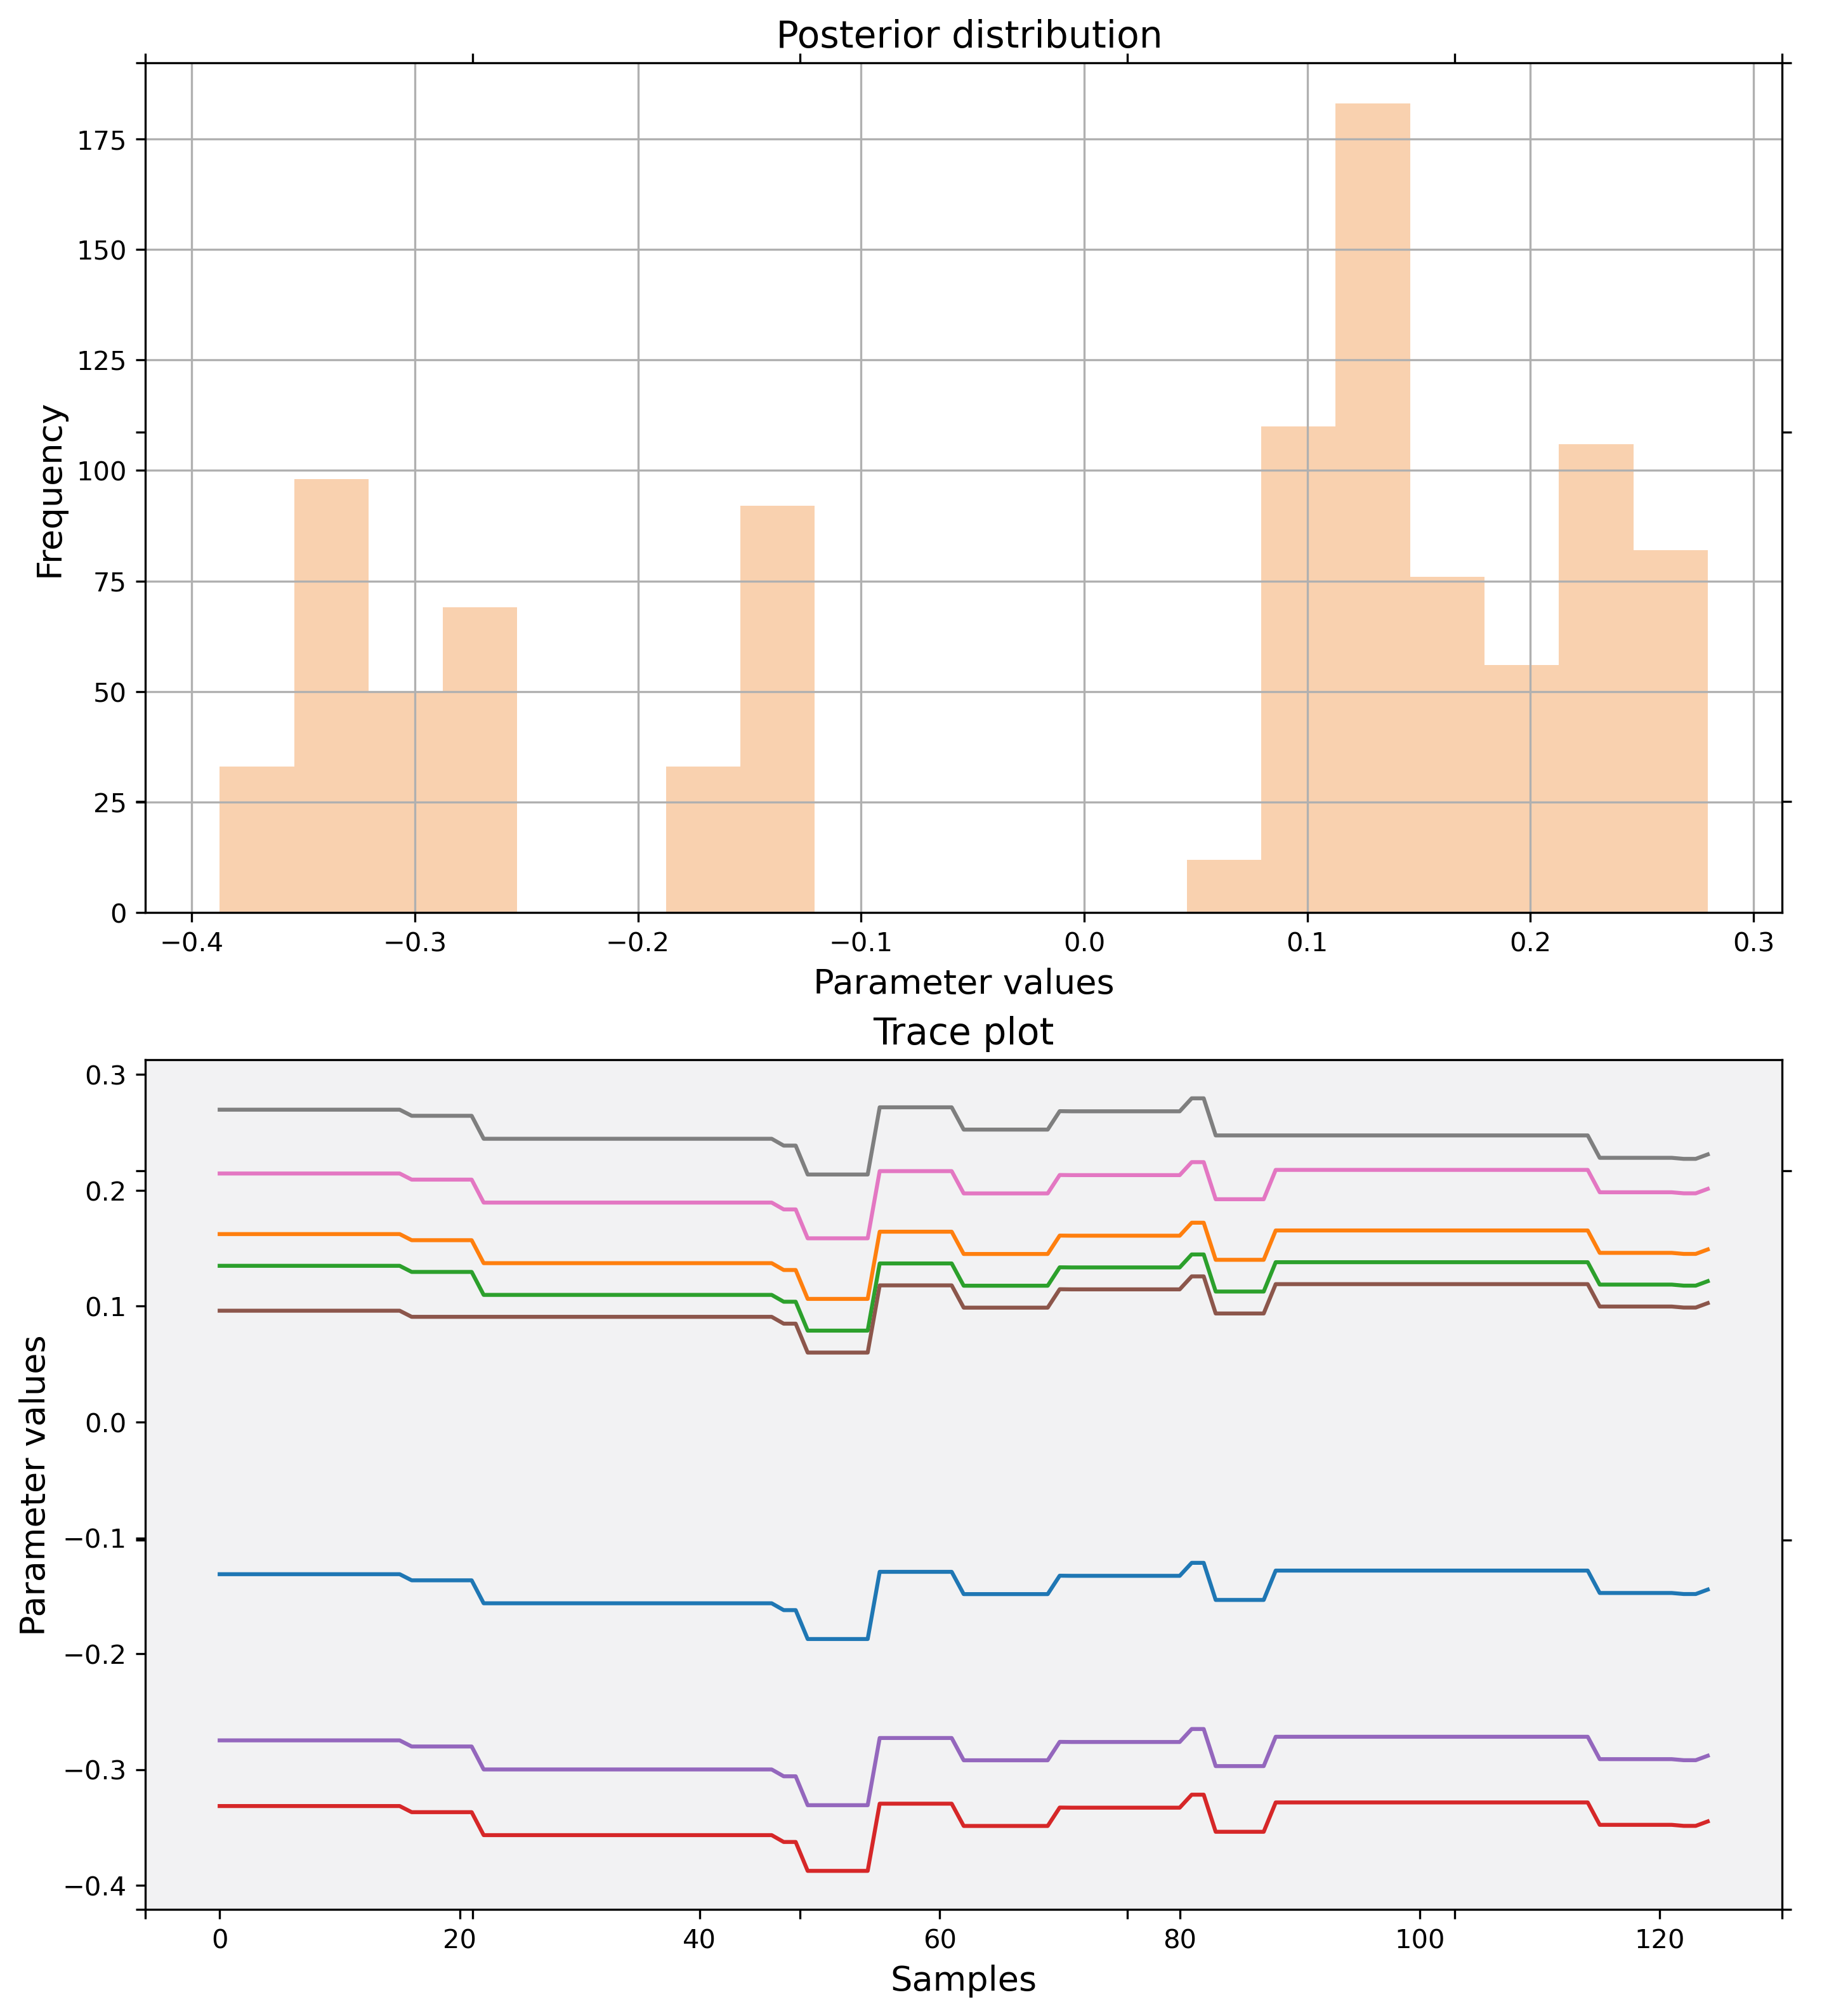 Posterior distribution
175
150
125
100
75
50
25
0
Frequency
−0.4 −0.3 −0.2 −0.1 0.0 0.1 0.2 0.3
Parameter values
Trace plot
0.3
0.2
0.1
0.0
−0.1
−0.2
−0.3
−0.4
Parameter values
0 20 40 60 80 100 120
Samples